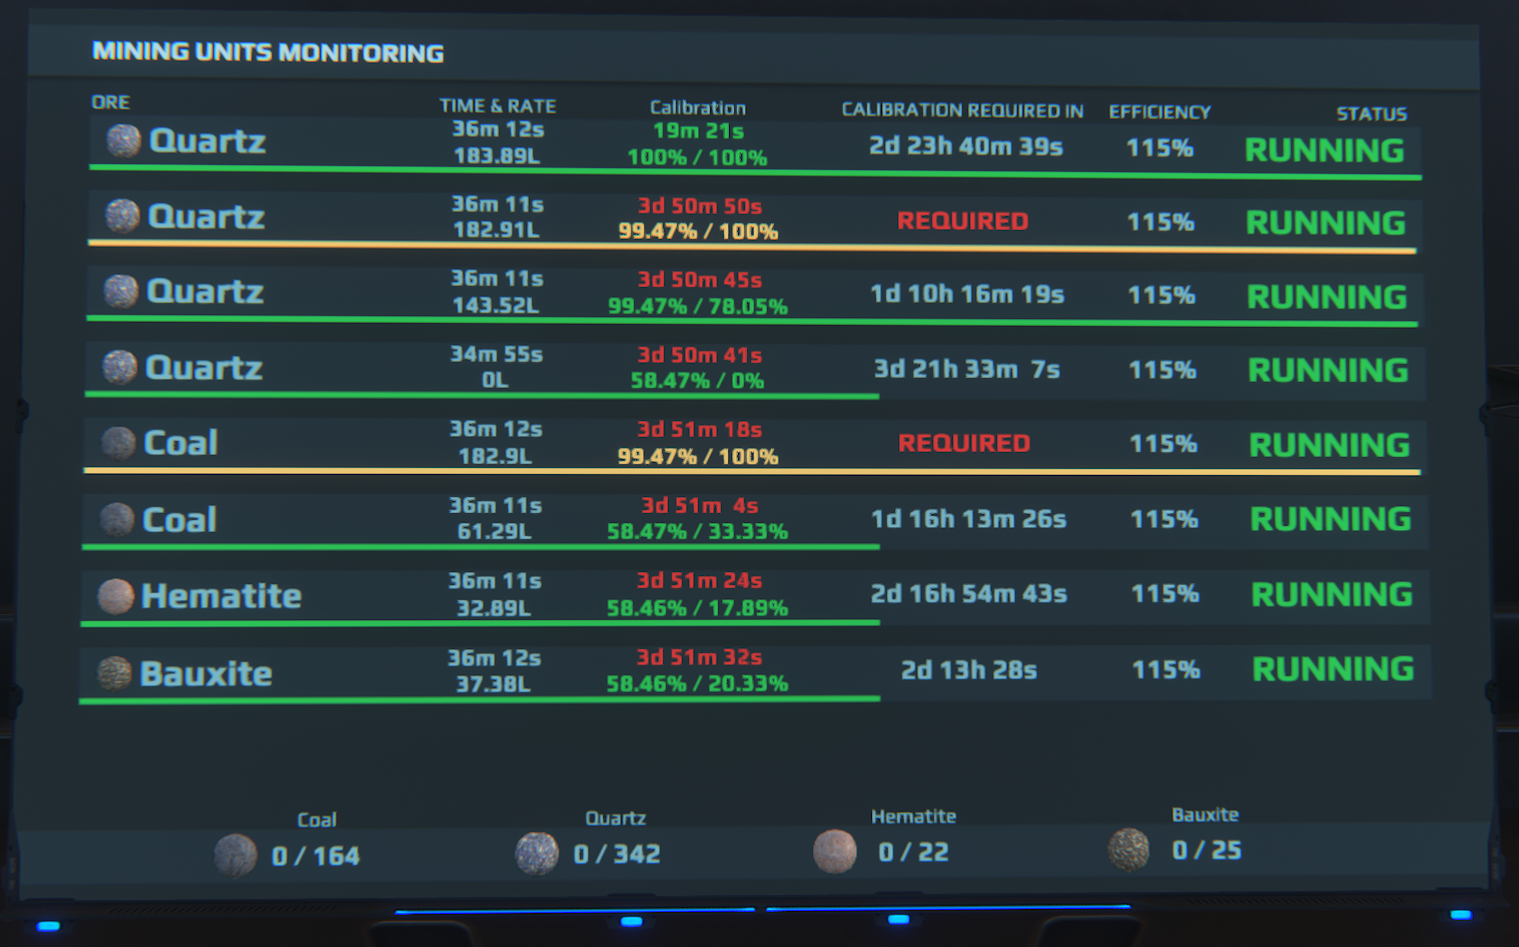 MINING UNITS MONITORING
ORE TIME & RATE Calibration CALIBRATION REQUIRED IN EFFICIENCY STATUS
Quartz 36m 12s 19m 21s 2d 23h 40m 39s 115% RUNNING
183.89L 100% / 100%
Quartz 36m 11s 3d 50m 50s REQUIRED 115% RUNNING
182.91L 99.47% / 100%
Quartz 36m 11s 3d 50m 45s 1d 10h 16m 19s 115% RUNNING
143.52L 99.47% / 78.05%
Quartz 34m 55s 3d 50m 41s 3d 21h 33m 7s 115% RUNNING
0L 58.47% / 0%
Coal 36m 12s 3d 51m 18s REQUIRED 115% RUNNING
182.9L 99.47% / 100%
Coal 36m 11s 3d 51m 4s 1d 16h 13m 26s 115% RUNNING
61.29L 58.47% / 33.33%
Hematite 36m 11s 3d 51m 24s 2d 16h 54m 43s 115% RUNNING
32.89L 58.46% / 17.89%
Bauxite 36m 12s 3d 51m 32s 2d 13h 28s 115% RUNNING
37.38L 58.46% / 20.33%
Coal Quartz Hematite Bauxite
0 / 164 0 / 342 0 / 22 0 / 25